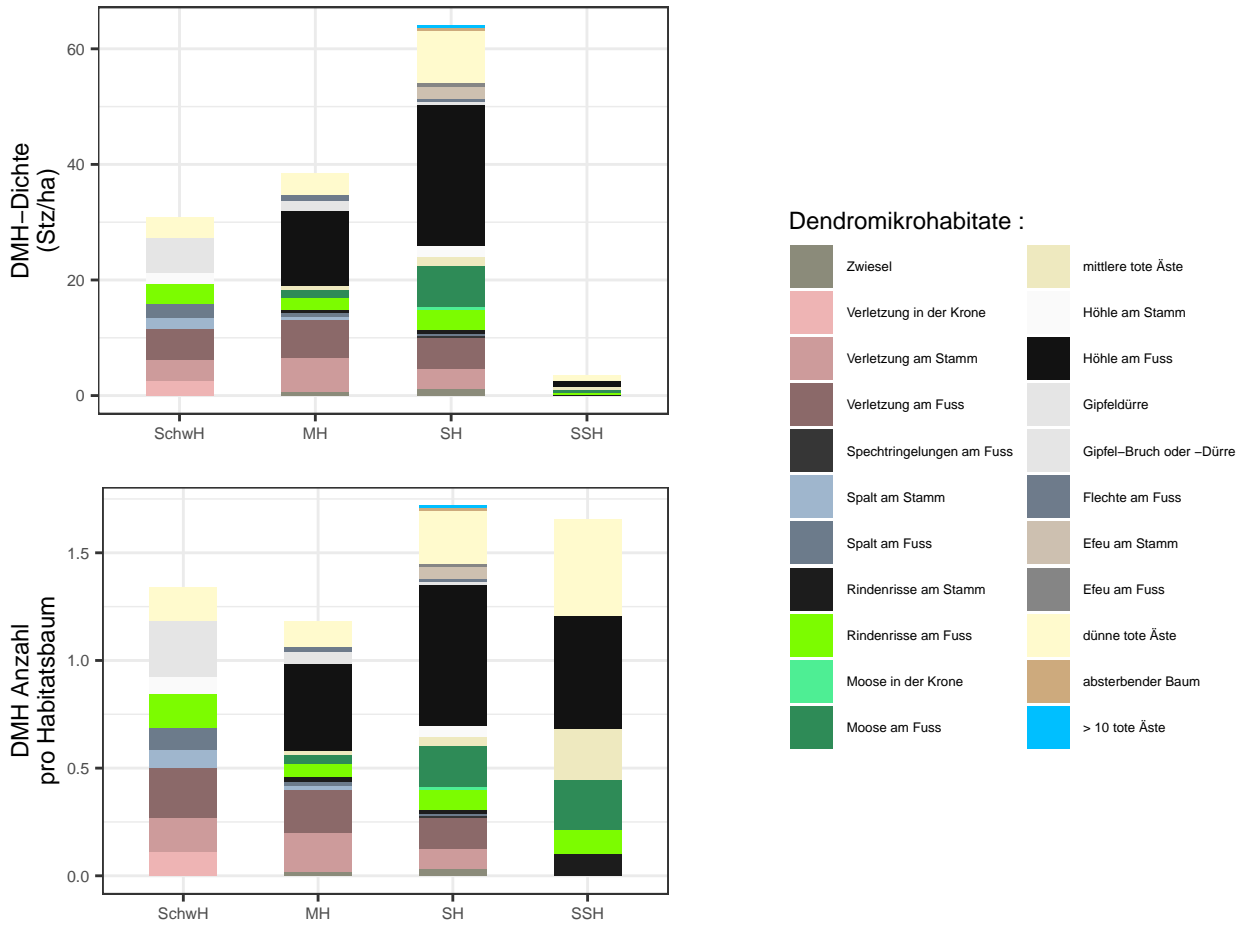 DMH−Dichte
(Stz/ha)
60
40
20
0
SchwH
MH
SH
SSH
DMH Anzahl
pro Habitatsbaum
1.5
1.0
0.5
0.0
SchwH
MH
SH
SSH
Dendromikrohabitate :
Zwiesel
Verletzung in der Krone
Verletzung am Stamm
Verletzung am Fuss
Spechtringelungen am Fuss
Spalt am Stamm
Spalt am Fuss
Rindenrisse am Stamm
Rindenrisse am Fuss
Moose in der Krone
Moose am Fuss
mittlere tote Äste
Höhle am Stamm
Höhle am Fuss
Gipfeldürre
Gipfel−Bruch oder −Dürre
Flechte am Fuss
Efeu am Stamm
Efeu am Fuss
dünne tote Äste
absterbender Baum
> 10 tote Äste